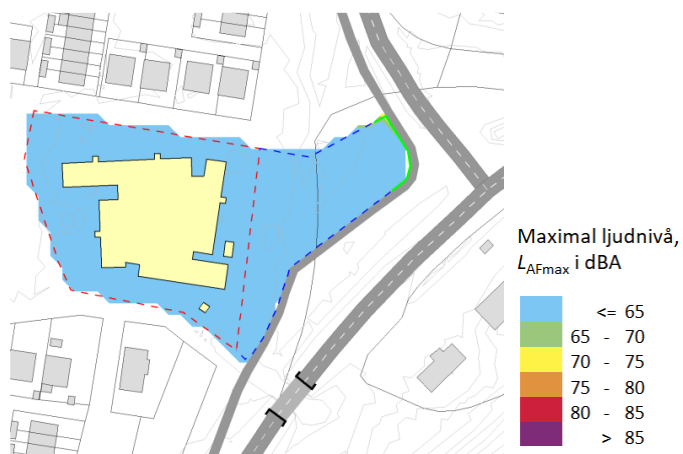 Maximal ljudnivå,
LAFmax i dBA
<= 65
65 - 70
70 - 75
75 - 80
80 - 85
> 85